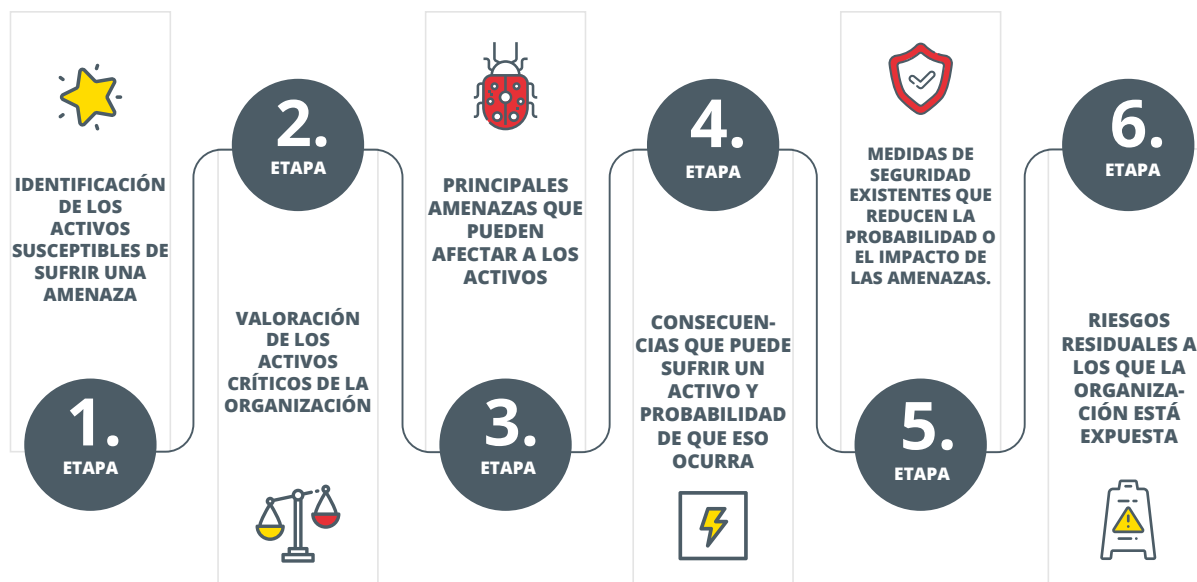 1.
ETAPA
IDENTIFICACIÓN
DE LOS
ACTIVOS
SUSCEPTIBLES DE
SUFRIR UNA
AMENAZA
2.
ETAPA
VALORACIÓN
DE LOS
ACTIVOS
CRÍTICOS DE LA
ORGANIZACIÓN
3.
ETAPA
PRINCIPALES
AMENAZAS QUE
PUEDEN
AFECTAR A LOS
ACTIVOS
4.
ETAPA
CONSECUEN-
CIAS QUE PUEDE
SUFRIR UN
ACTIVO Y
PROBABILIDAD
DE QUE ESO
OCURRA
5.
ETAPA
MEDIDAS DE
SEGURIDAD
EXISTENTES QUE
REDUCEN LA
PROBABILIDAD O
EL IMPACTO DE
LAS AMENAZAS.
6.
ETAPA
RIESGOS
RESIDUALES A
LOS QUE LA
ORGANIZA-
CIÓN ESTÁ
EXPUESTA